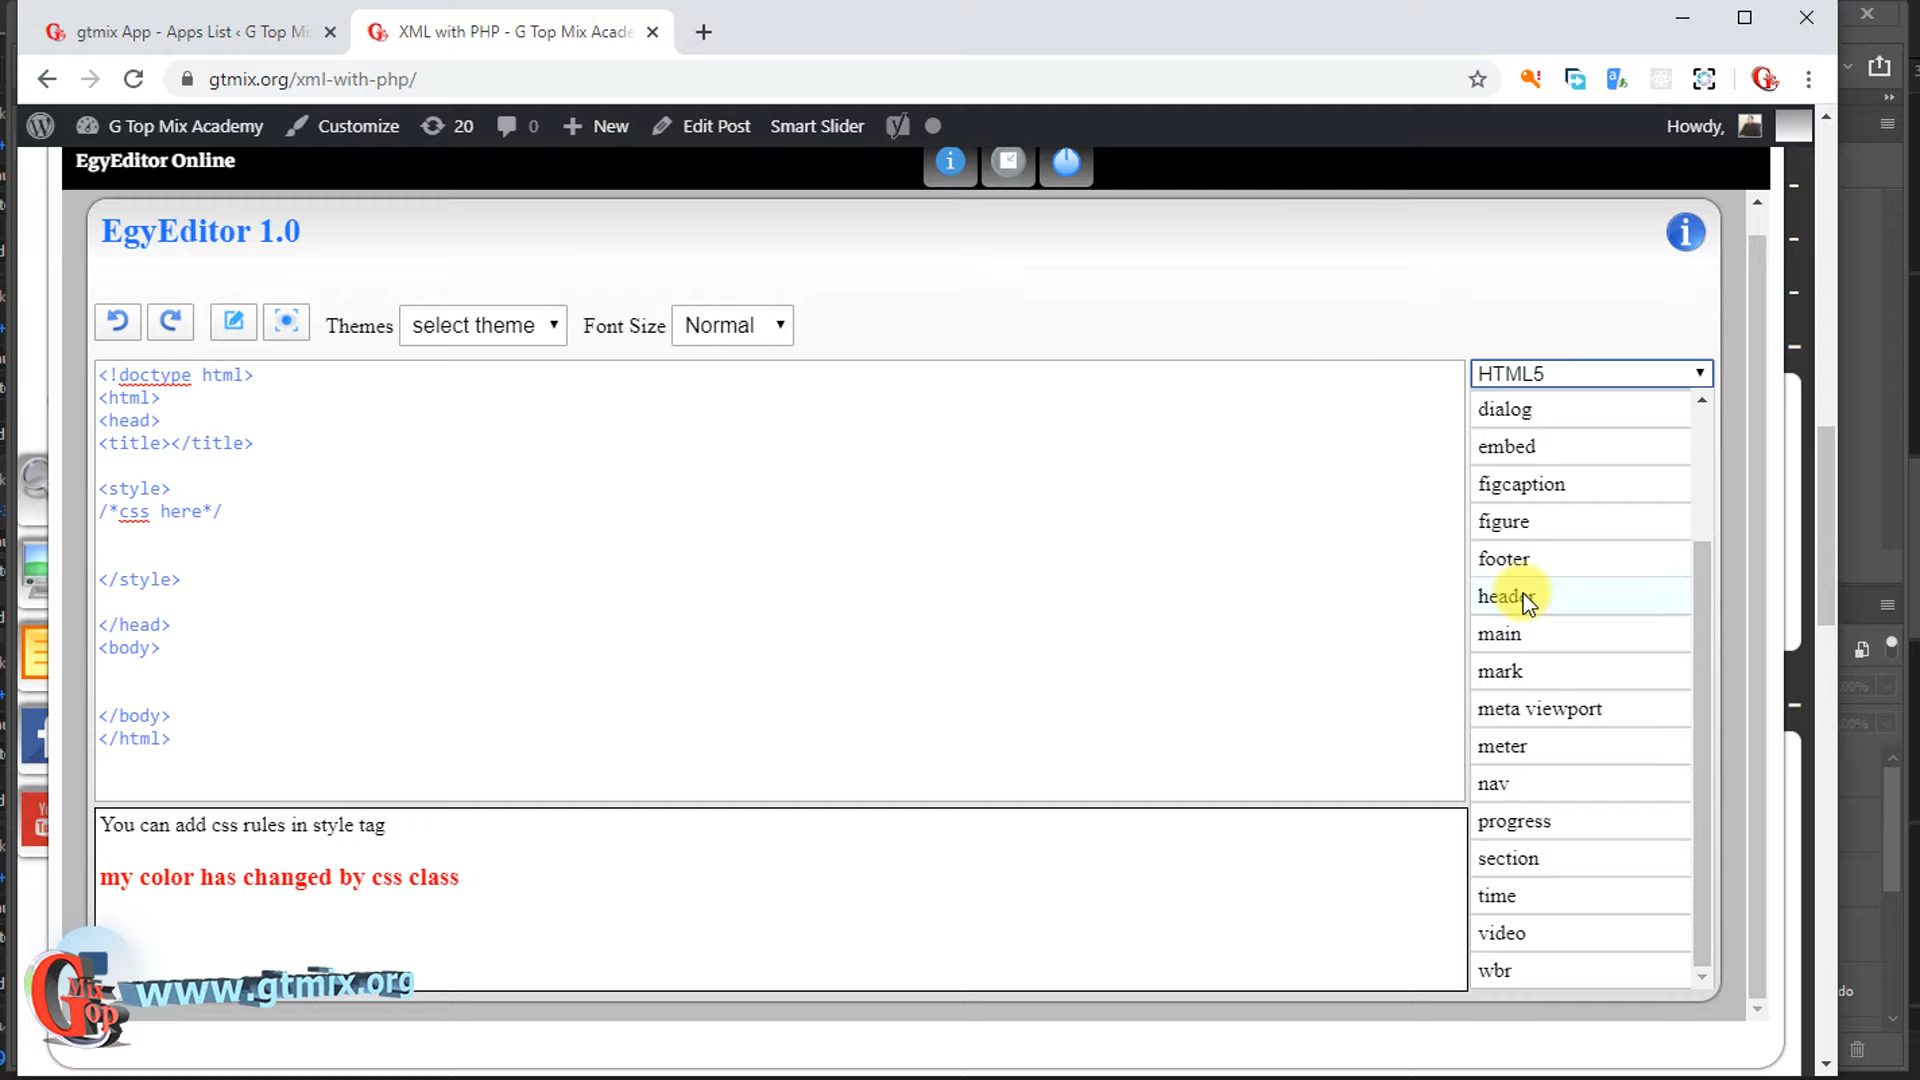 gtmix App - Apps List ‹ G Top Mi
XML with PHP - G Top Mix Acade
gtmix.org/xml-with-php/
G Top Mix Academy
Customize
20
0
New
Edit Post
Smart Slider
Howdy,
EgyEditor Online
EgyEditor 1.0
Themes
select theme
Font Size
Normal
<!doctype html>
<html>
<head>
<title></title>
<style>
/*css here*/
</style>
</head>
<body>
</body>
</html>
HTML5
dialog
embed
figcaption
figure
footer
header
main
mark
meta viewport
meter
nav
progress
section
time
video
wbr
You can add css rules in style tag
my color has changed by css class
G Mix Top
www.gtmix.org